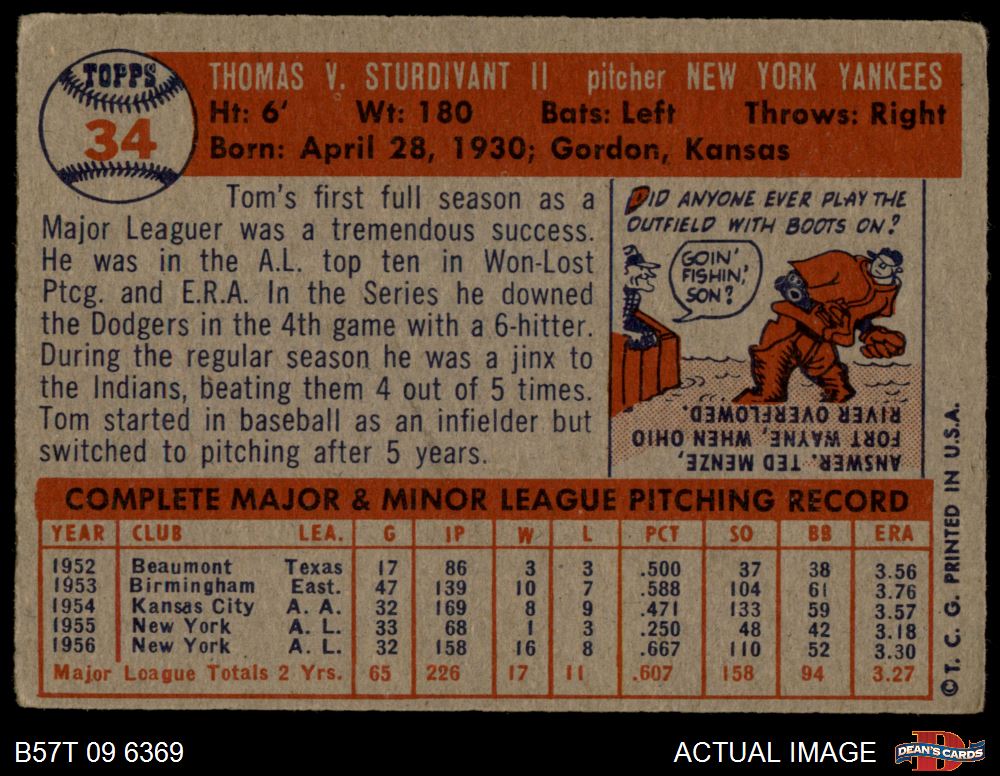 TOPPS
34
THOMAS V. STURDIVANT II pitcher NEW YORK YANKEES
Ht: 6' Wt: 180 Bats: Left Throws: Right
Born: April 28, 1930; Gordon, Kansas
Tom's first full season as a
Major Leaguer was a tremendous success.
He was in the A.L. top ten in Won-Lost
Ptcg. and E.R.A. In the Series he downed
the Dodgers in the 4th game with a 6-hitter.
During the regular season he was a jinx to
the Indians, beating them 4 out of 5 times.
Tom started in baseball as an infielder but
switched to pitching after 5 years.
DID ANYONE EVER PLAY THE
OUTFIELD WITH BOOTS ON?
GOIN'
FISHIN',
SON?
ANSWER. TED MENZE,
FORT WAYNE, WHEN OHIO
RIVER OVERFLOWED.
COMPLETE MAJOR & MINOR LEAGUE PITCHING RECORD
YEAR CLUB LEA. G IP W L PCT SO BB ERA
1952 Beaumont Texas 17 86 3 3 .500 37 38 3.56
1953 Birmingham East. 47 139 10 7 .588 104 61 3.76
1954 Kansas City A. A. 32 169 8 9 .471 133 59 3.57
1955 New York A. L. 33 68 1 3 .250 48 42 3.18
1956 New York A. L. 32 158 16 8 .667 110 52 3.30
Major League Totals 2 Yrs. 65 226 17 11 .607 158 94 3.27
© T. C. G. PRINTED IN U.S.A.
B57T 09 6369
ACTUAL IMAGE
D
DEAN'S CARDS